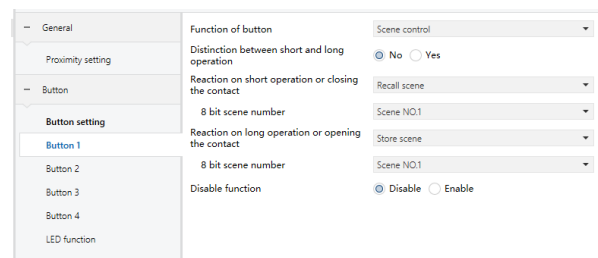 General
Proximity setting
Button
Button setting
Button 1
Button 2
Button 3
Button 4
LED function
Function of button
Scene control
Distinction between short and long
operation
No
Yes
Reaction on short operation or closing
the contact
Recall scene
8 bit scene number
Scene NO.1
Reaction on long operation or opening
the contact
Store scene
8 bit scene number
Scene NO.1
Disable function
Disable
Enable